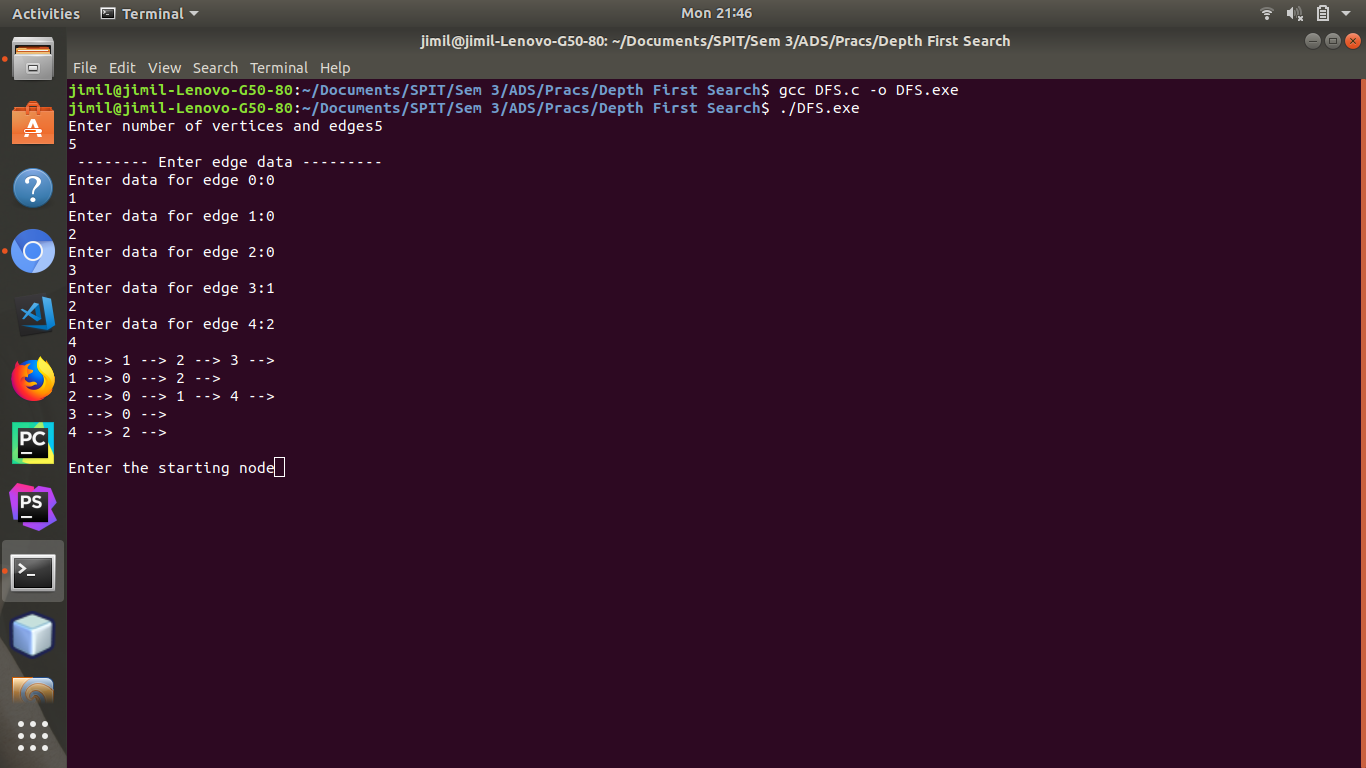 Activities Terminal Mon 21:46
jimil@jimil-Lenovo-G50-80: ~/Documents/SPIT/Sem 3/ADS/Pracs/Depth First Search
File Edit View Search Terminal Help
jimil@jimil-Lenovo-G50-80:~/Documents/SPIT/Sem 3/ADS/Pracs/Depth First Search$ gcc DFS.c -o DFS.exe
jimil@jimil-Lenovo-G50-80:~/Documents/SPIT/Sem 3/ADS/Pracs/Depth First Search$ ./DFS.exe
Enter number of vertices and edges5
5
 -------- Enter edge data ---------
Enter data for edge 0:0
1
Enter data for edge 1:0
2
Enter data for edge 2:0
3
Enter data for edge 3:1
2
Enter data for edge 4:2
4
0 --> 1 --> 2 --> 3 -->
1 --> 0 --> 2 -->
2 --> 0 --> 1 --> 4 -->
3 --> 0 -->
4 --> 2 -->
Enter the starting node
PC
PS